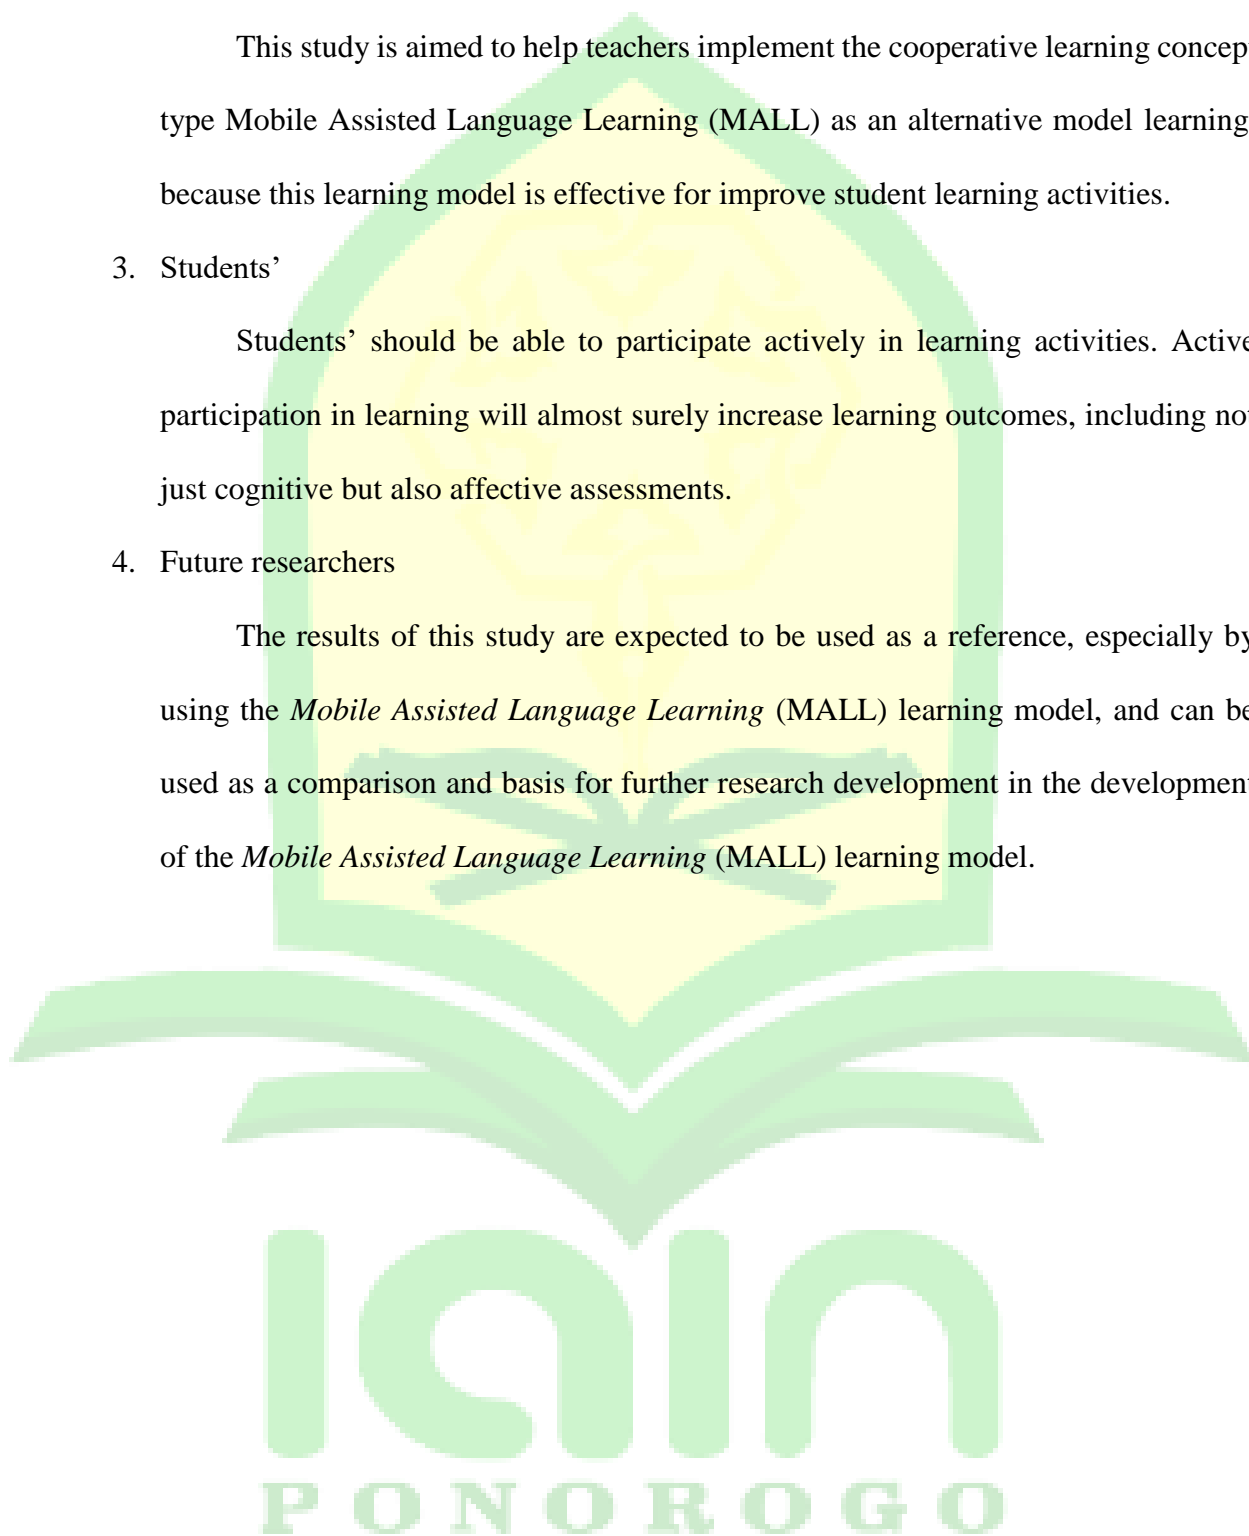 This study is aimed to help teachers implement the cooperative learning concept
type Mobile Assisted Language Learning (MALL) as an alternative model learning
because this learning model is effective for improve student learning activities.
3. Students’
Students’ should be able to participate actively in learning activities. Active
participation in learning will almost surely increase learning outcomes, including not
just cognitive but also affective assessments.
4. Future researchers
The results of this study are expected to be used as a reference, especially by
using the Mobile Assisted Language Learning (MALL) learning model, and can be
used as a comparison and basis for further research development in the development
of the Mobile Assisted Language Learning (MALL) learning model.
iain
PONOROGO